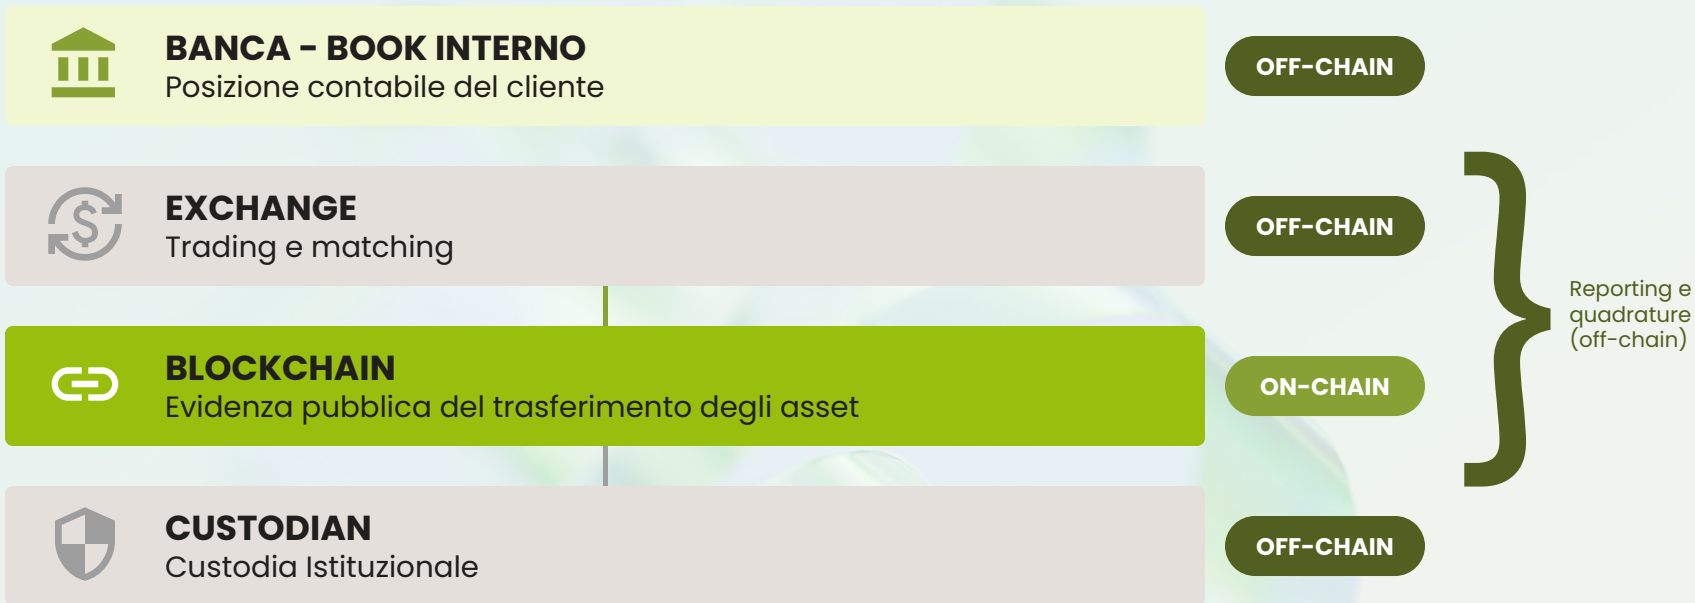 BANCA - BOOK INTERNO
Posizione contabile del cliente
OFF-CHAIN
EXCHANGE
Trading e matching
OFF-CHAIN
BLOCKCHAIN
Evidenza pubblica del trasferimento degli asset
ON-CHAIN
CUSTODIAN
Custodia Istituzionale
OFF-CHAIN
Reporting e
quadrature
(off-chain)